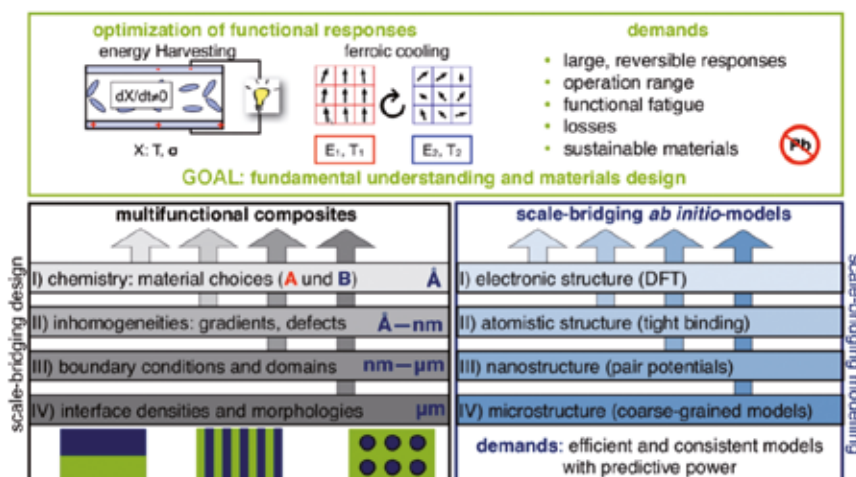 optimization of functional responses
energy Harvesting
ferroic cooling
dX/dt≠0
X: T, σ
E₁, T₁
E₂, T₂
demands
• large, reversible responses
• operation range
• functional fatigue
• losses
• sustainable materials
Pb
GOAL: fundamental understanding and materials design
scale-bridging design
multifunctional composites
I) chemistry: material choices (A und B) Å
II) inhomogeneities: gradients, defects Å—nm
III) boundary conditions and domains nm—µm
IV) interface densities and morphologies µm
scale-bridging ab initio-models
I) electronic structure (DFT)
II) atomistic structure (tight binding)
III) nanostructure (pair potentials)
IV) microstructure (coarse-grained models)
demands: efficient and consistent models
with predictive power
scale-bridging modelling